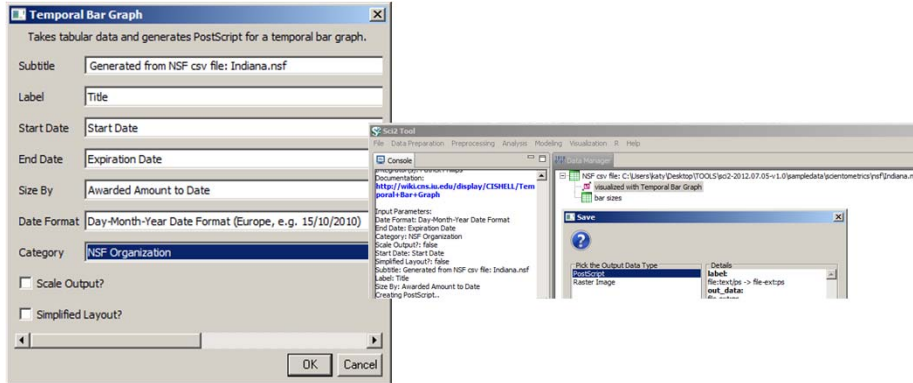 Temporal Bar Graph
Takes tabular data and generates PostScript for a temporal bar graph.
Subtitle
Generated from NSF csv file: Indiana.nsf
Label
Title
Start Date
Start Date
End Date
Expiration Date
Size By
Awarded Amount to Date
Date Format
Day-Month-Year Date Format (Europe, e.g. 15/10/2010)
Category
NSF Organization
Scale Output?
Simplified Layout?
OK
Cancel
Sci2 Tool
File Data Preparation Preprocessing Analysis Modeling Visualization R Help
Console
Documentation:
http://wiki.cns.iu.edu/display/CISHELL/Tem
poral+Bar+Graph
Input Parameters:
Date Format: Day-Month-Year Date Format
End Date: Expiration Date
Category: NSF Organization
Scale Output?: false
Start Date: Start Date
Simplified Layout?: false
Subtitle: Generated from NSF csv file: Indiana.nsf
Label: Title
Size By: Awarded Amount to Date
Creating PostScript..
Data Manager
NSF csv file: C:\Users\katy\Desktop\TOOLS\sci2-2012.07.05-v1.0\sampledata\scientometrics\nsf\Indiana.n
visualized with Temporal Bar Graph
bar sizes
Save
Pick the Output Data Type
PostScript
Raster Image
Details
label:
file:text/ps -> file-ext:ps
out_data: